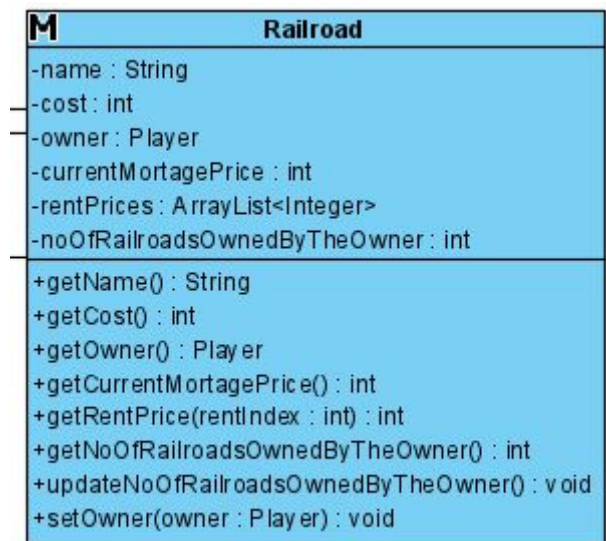 M Railroad
-name : String
-cost : int
-owner : Player
-currentMortagePrice : int
-rentPrices : ArrayList<Integer>
-noOfRailroadsOwnedByTheOwner : int
+getName() : String
+getCost() : int
+getOwner() : Player
+getCurrentMortagePrice() : int
+getRentPrice(rentIndex : int) : int
+getNoOfRailroadsOwnedByTheOwner() : int
+updateNoOfRailroadsOwnedByTheOwner() : void
+setOwner(owner : Player) : void